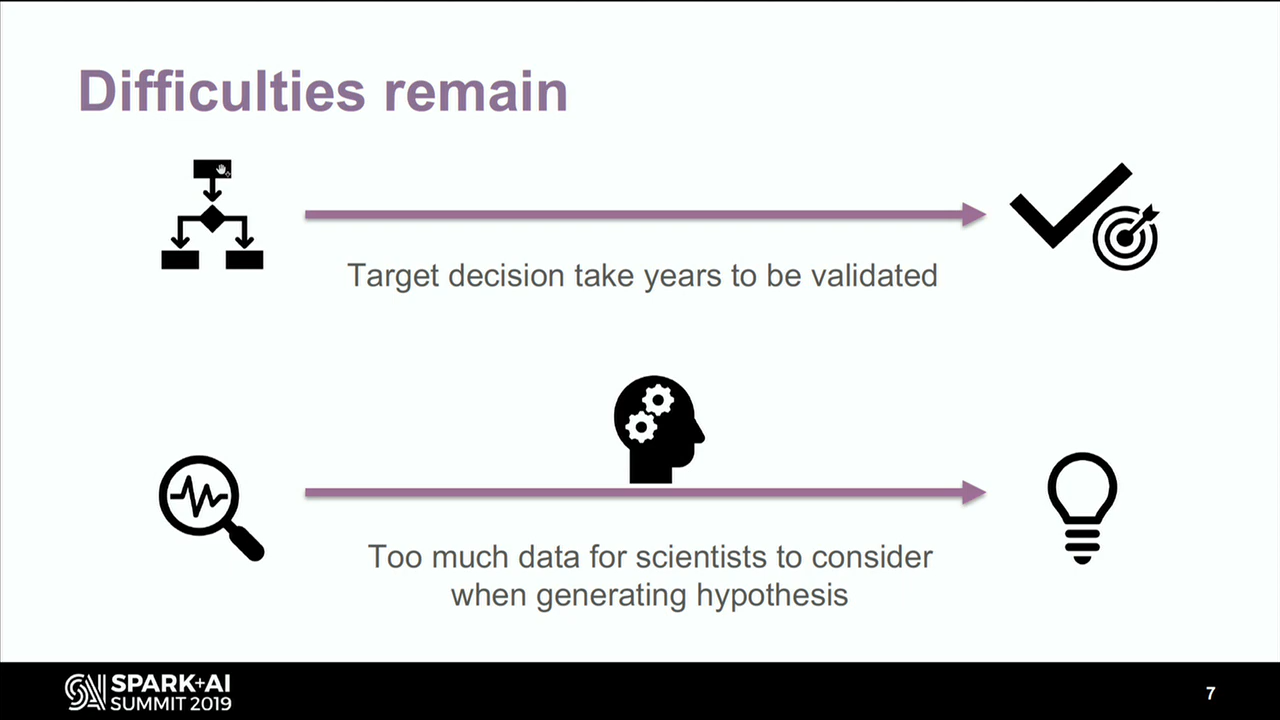 Difficulties remain
Target decision take years to be validated
Too much data for scientists to consider
when generating hypothesis
SPARK+AI
SUMMIT 2019
7